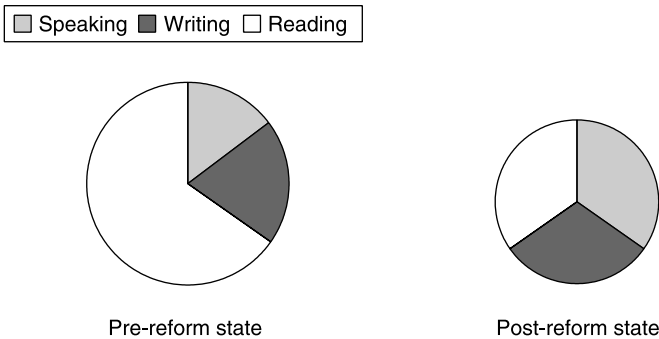 Speaking Writing Reading
Pre-reform state
Post-reform state